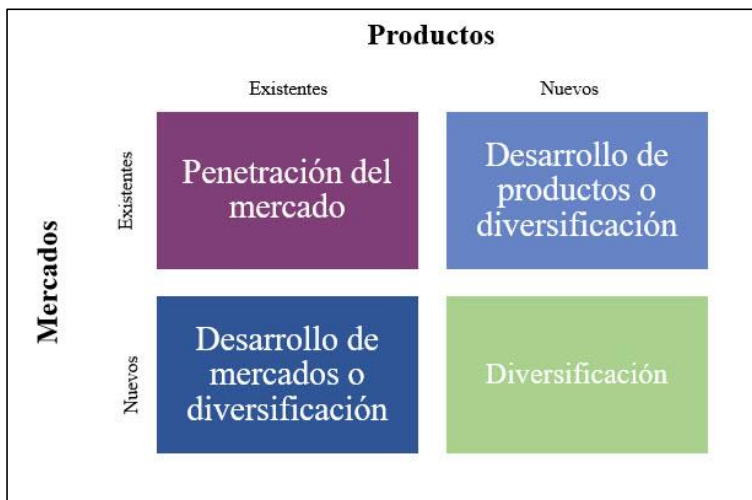 Productos
Existentes
Nuevos
Mercados
Existentes
Penetración del
mercado
Desarrollo de
productos o
diversificación
Nuevos
Desarrollo de
mercados o
diversificación
Diversificación